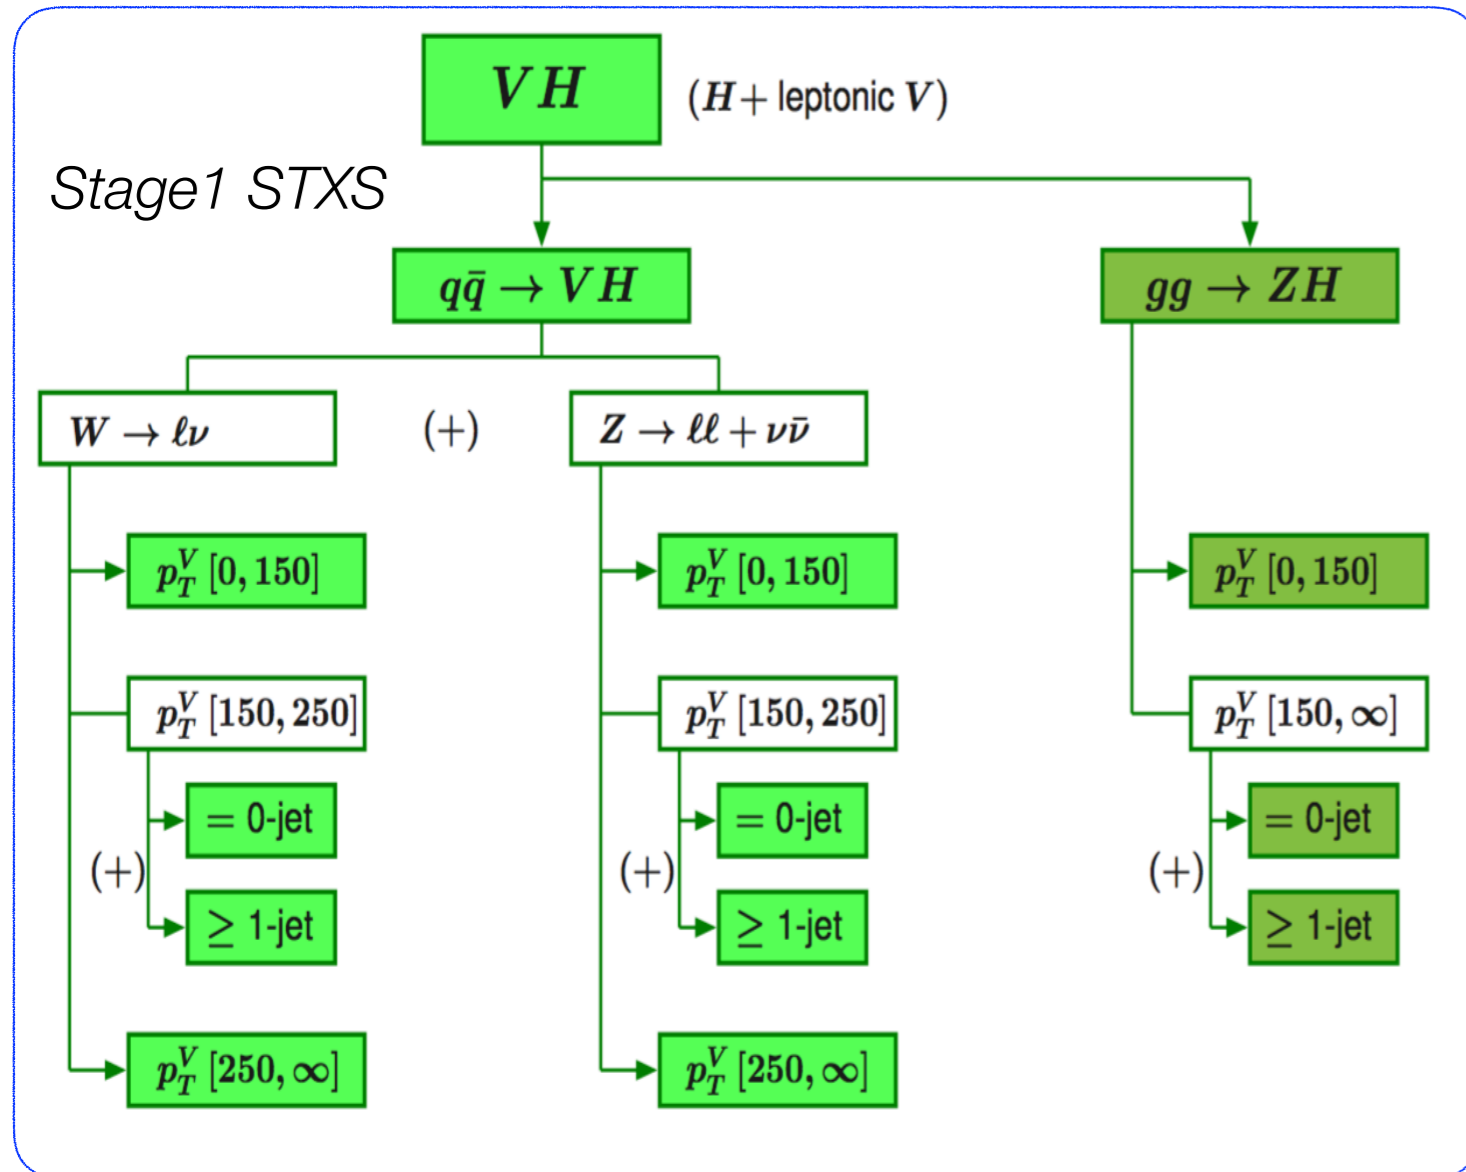 VH
(H + leptonic V)
Stage1 STXS
qq̄ → VH
gg → ZH
W → ℓν
(+)
Z → ℓℓ + νν̄
p_T^V [0, 150]
p_T^V [0, 150]
p_T^V [0, 150]
p_T^V [150, 250]
p_T^V [150, 250]
p_T^V [150, ∞]
= 0-jet
= 0-jet
= 0-jet
(+)
(+)
(+)
≥ 1-jet
≥ 1-jet
≥ 1-jet
p_T^V [250, ∞]
p_T^V [250, ∞]